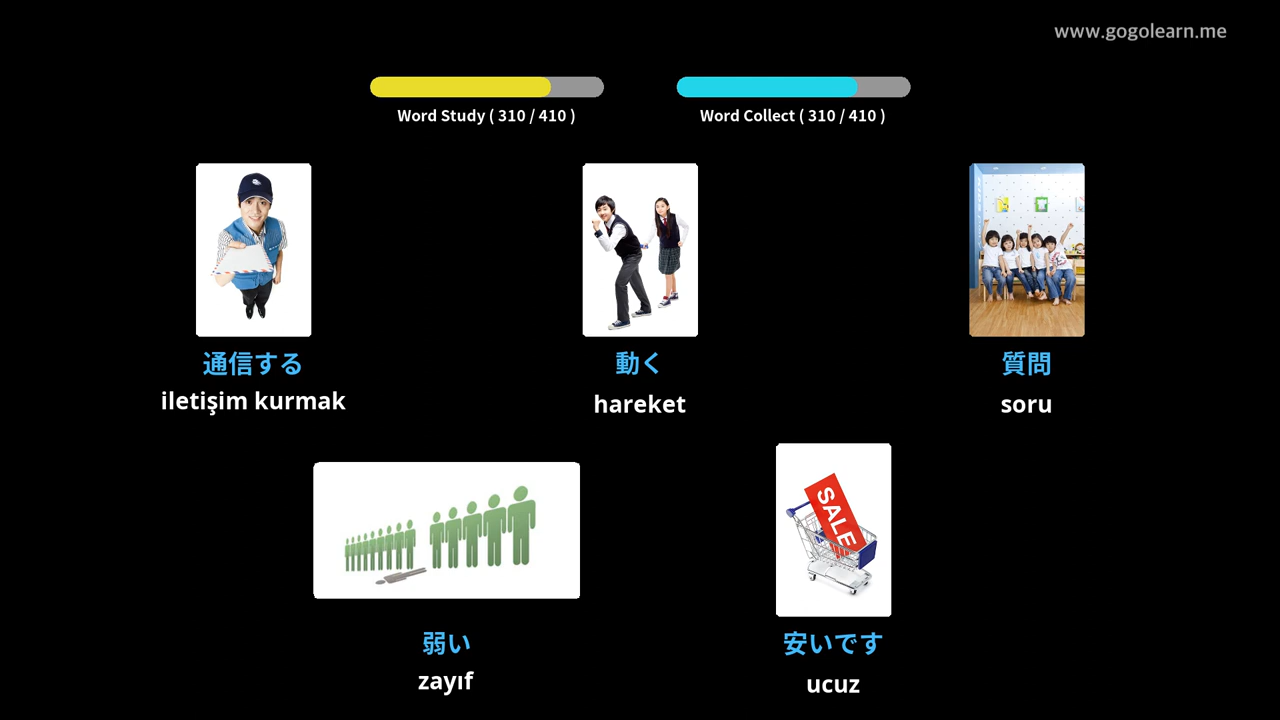 www.gogolearn.me
Word Study ( 310 / 410 )
Word Collect ( 310 / 410 )
通信する
動く
質問
iletişim kurmak
hareket
soru
SALE
弱い
安いです
zayıf
ucuz